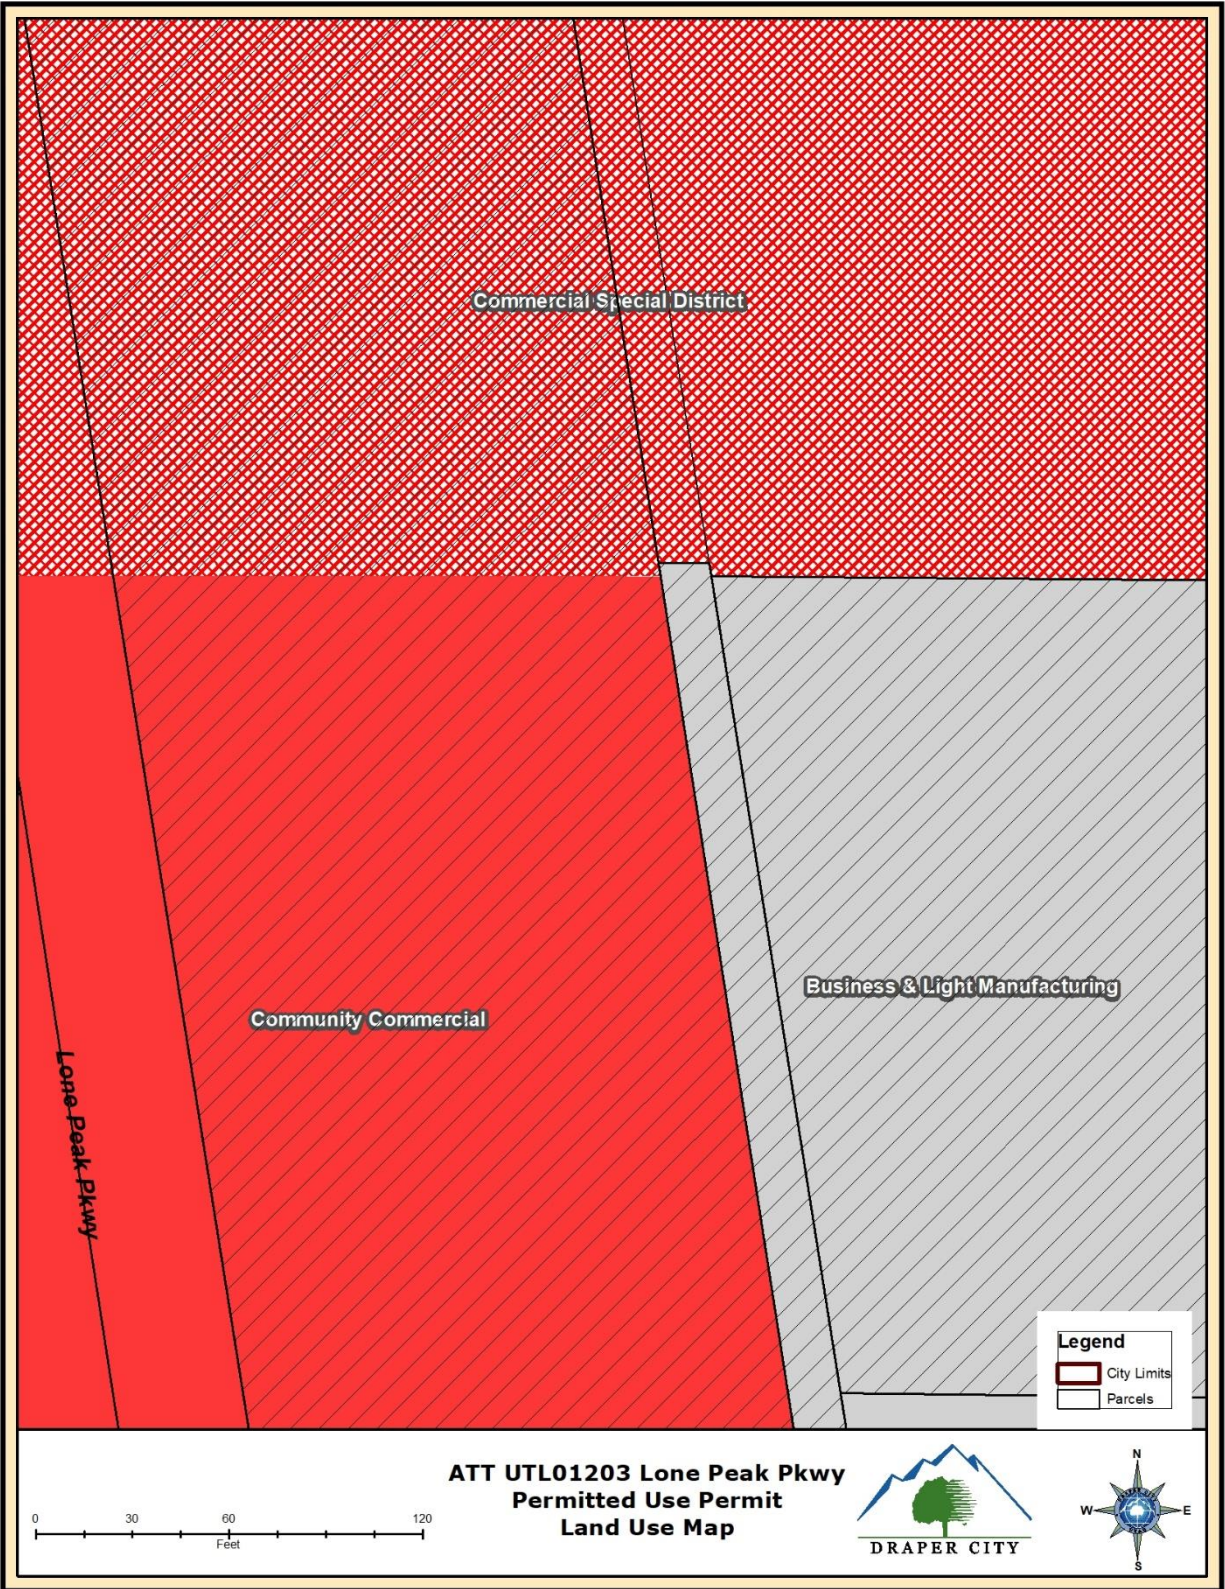 Commercial Special District
Business & Light Manufacturing
Community Commercial
Lone Peak Pkwy
Legend
City Limits
Parcels
ATT UTL01203 Lone Peak Pkwy
Permitted Use Permit
Land Use Map
0 30 60 120
Feet
DRAPER CITY
N
W E
S